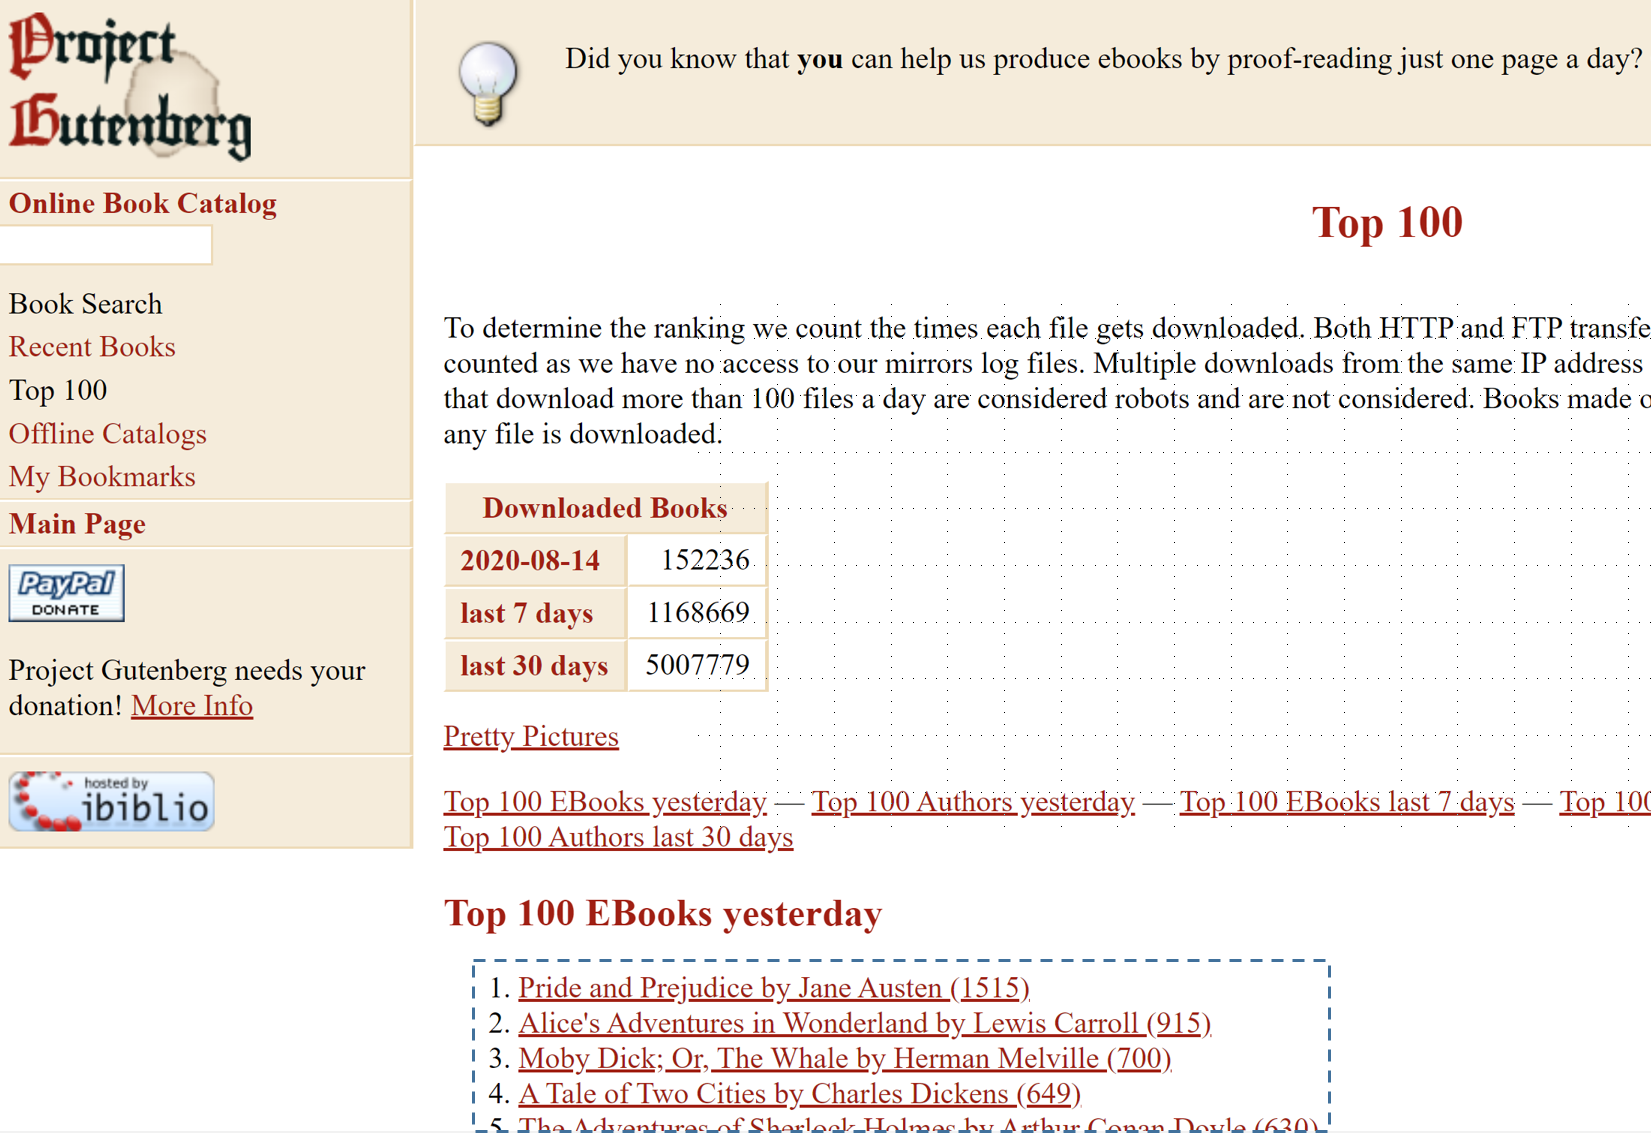 Project
Gutenberg
Online Book Catalog
Book Search
Recent Books
Top 100
Offline Catalogs
My Bookmarks
Main Page
PayPal
DONATE
Project Gutenberg needs your
donation! More Info
hosted by
ibiblio
Did you know that you can help us produce ebooks by proof-reading just one page a day?
Top 100
To determine the ranking we count the times each file gets downloaded. Both HTTP and FTP transfe
counted as we have no access to our mirrors log files. Multiple downloads from the same IP address
that download more than 100 files a day are considered robots and are not considered. Books made o
any file is downloaded.
Downloaded Books
2020-08-14 152236
last 7 days 1168669
last 30 days 5007779
Pretty Pictures
Top 100 EBooks yesterday — Top 100 Authors yesterday — Top 100 EBooks last 7 days — Top 100
Top 100 Authors last 30 days
Top 100 EBooks yesterday
1. Pride and Prejudice by Jane Austen (1515)
2. Alice's Adventures in Wonderland by Lewis Carroll (915)
3. Moby Dick; Or, The Whale by Herman Melville (700)
4. A Tale of Two Cities by Charles Dickens (649)
5. The Adventures of Sherlock Holmes by Arthur Conan Doyle (630)